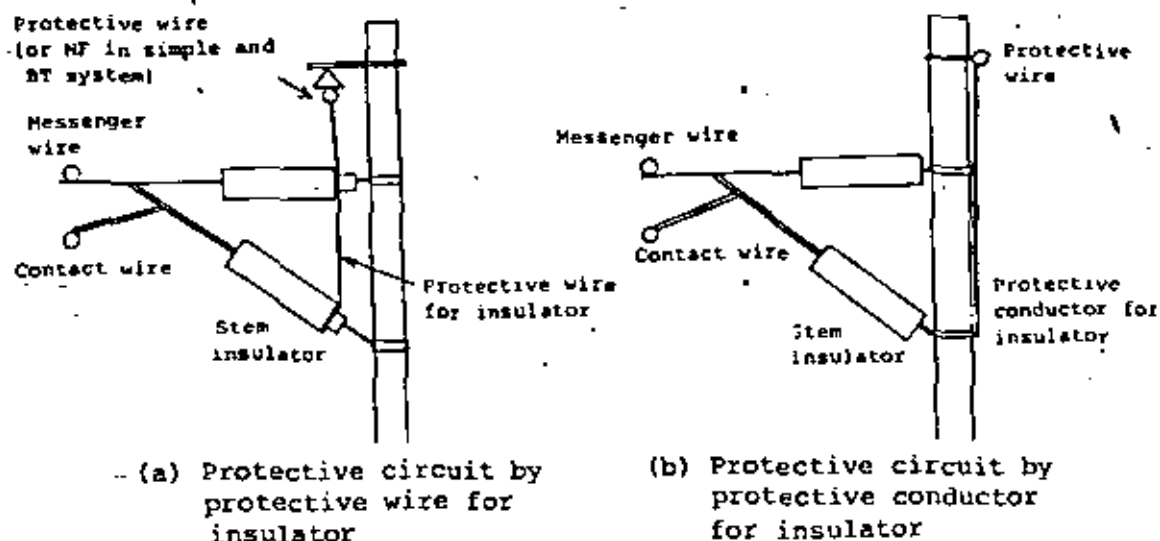 Protective wire
(or NF in simple and
BT system)
Messenger
wire
Contact wire
Stem
insulator
Protective wire
for insulator
(a) Protective circuit by
protective wire for
insulator
Protective
wire
Messenger wire
Contact wire
Stem
insulator
Protective
conductor for
insulator
(b) Protective circuit by
protective conductor
for insulator